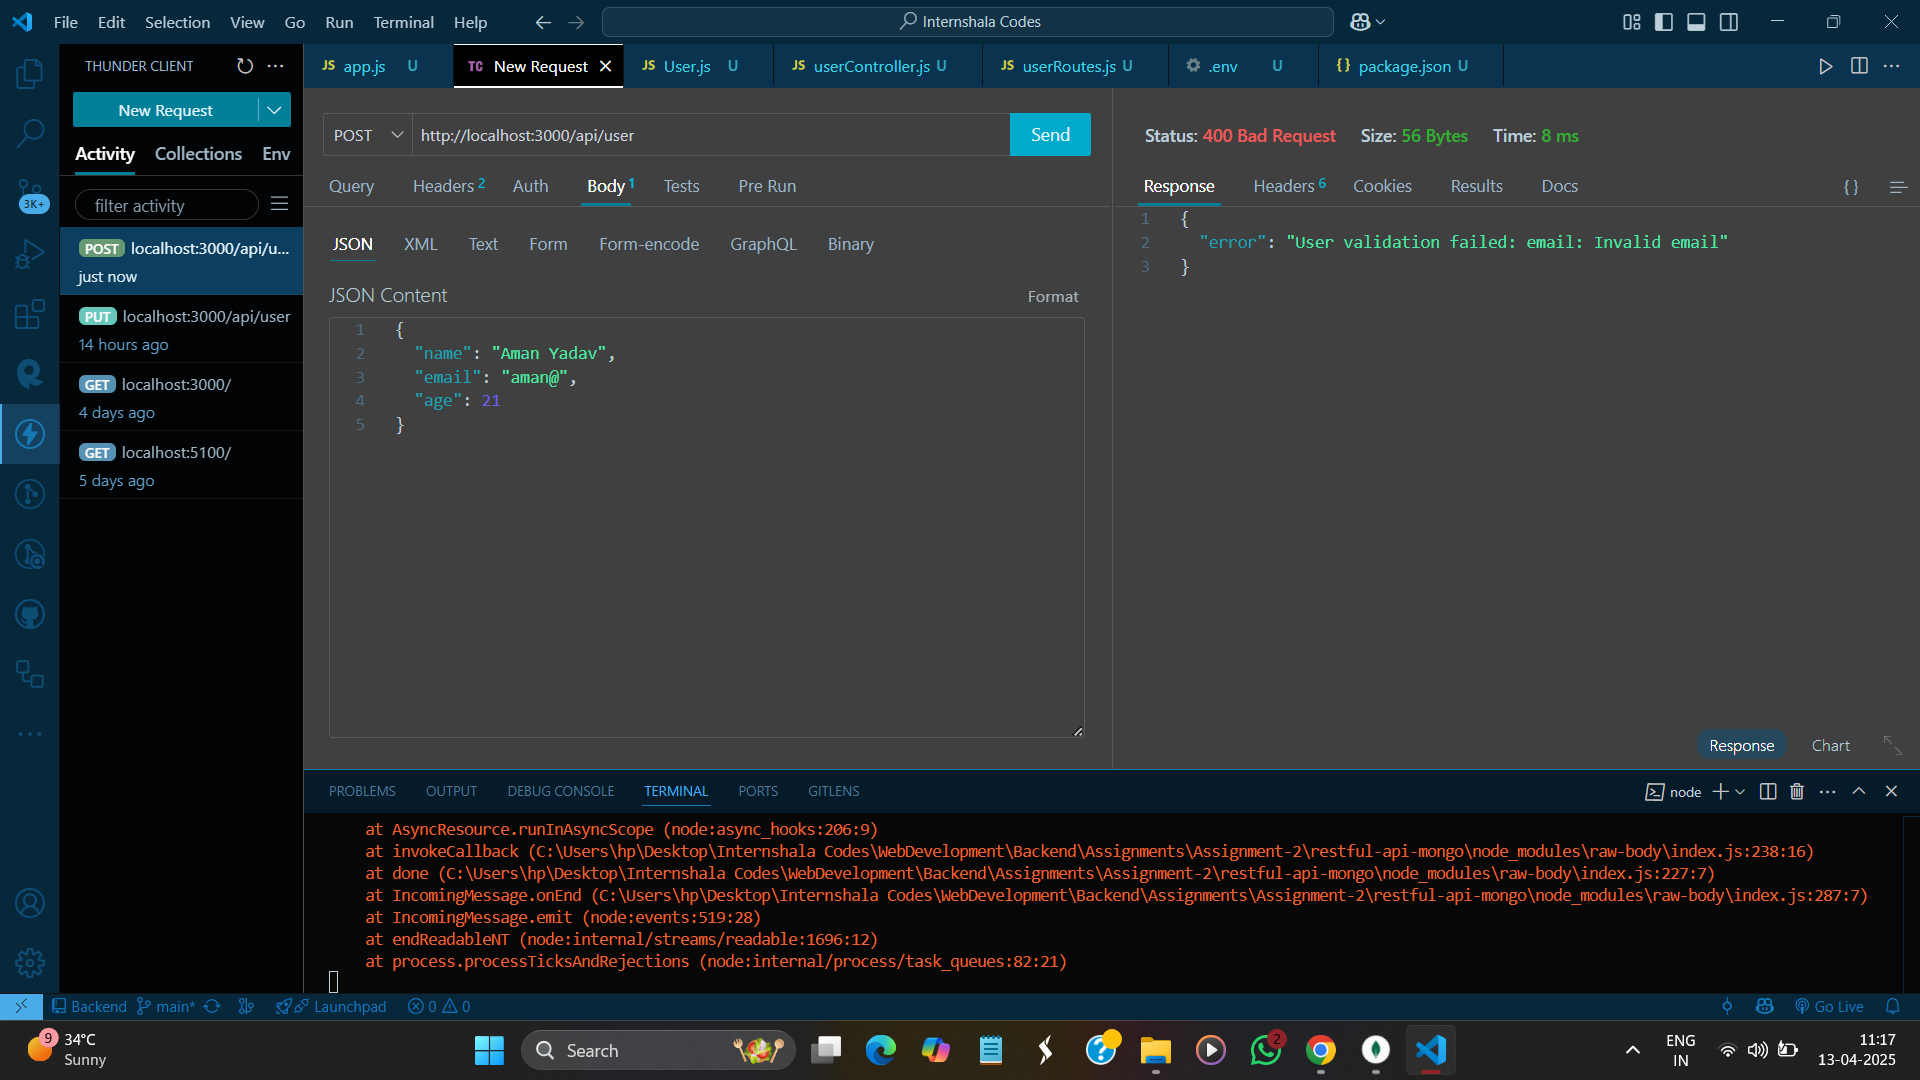 File Edit Selection View Go Run Terminal Help
Internshala Codes
THUNDER CLIENT
New Request
Activity Collections Env
filter activity
POST localhost:3000/api/u...
just now
PUT localhost:3000/api/user
14 hours ago
GET localhost:3000/
4 days ago
GET localhost:5100/
5 days ago
3K+
JS app.js U
TC New Request
JS User.js U
JS userController.js U
JS userRoutes.js U
.env U
{} package.json U
POST http://localhost:3000/api/user Send
Query Headers 2 Auth Body 1 Tests Pre Run
JSON XML Text Form Form-encode GraphQL Binary
JSON Content Format
1 {
2 "name": "Aman Yadav",
3 "email": "aman@",
4 "age": 21
5 }
Status: 400 Bad Request Size: 56 Bytes Time: 8 ms
Response Headers 6 Cookies Results Docs { }
1 {
2 "error": "User validation failed: email: Invalid email"
3 }
Response Chart
PROBLEMS OUTPUT DEBUG CONSOLE TERMINAL PORTS GITLENS
node
at AsyncResource.runInAsyncScope (node:async_hooks:206:9)
at invokeCallback (C:\Users\hp\Desktop\Internshala Codes\WebDevelopment\Backend\Assignments\Assignment-2\restful-api-mongo\node_modules\raw-body\index.js:238:16)
at done (C:\Users\hp\Desktop\Internshala Codes\WebDevelopment\Backend\Assignments\Assignment-2\restful-api-mongo\node_modules\raw-body\index.js:227:7)
at IncomingMessage.onEnd (C:\Users\hp\Desktop\Internshala Codes\WebDevelopment\Backend\Assignments\Assignment-2\restful-api-mongo\node_modules\raw-body\index.js:287:7)
at IncomingMessage.emit (node:events:519:28)
at endReadableNT (node:internal/streams/readable:1696:12)
at process.processTicksAndRejections (node:internal/process/task_queues:82:21)
Backend main* Launchpad 0 0 Go Live
9 34°C
Sunny
Search
2
ENG
IN
11:17
13-04-2025